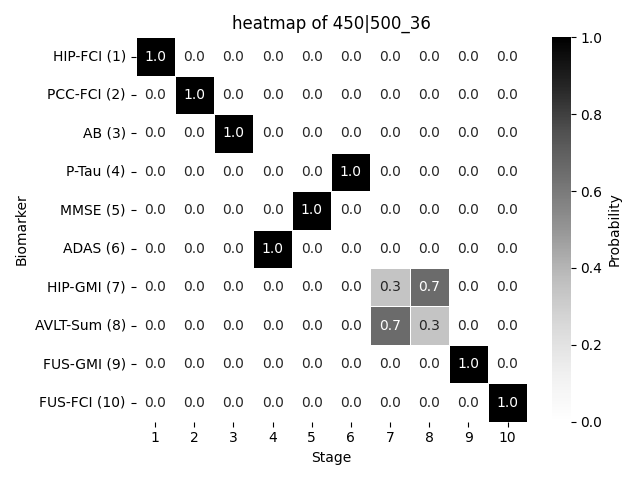 heatmap of 450|500_36
HIP-FCI (1) 1.0 0.0 0.0 0.0 0.0 0.0 0.0 0.0 0.0 0.0
PCC-FCI (2) 0.0 1.0 0.0 0.0 0.0 0.0 0.0 0.0 0.0 0.0
AB (3) 0.0 0.0 1.0 0.0 0.0 0.0 0.0 0.0 0.0 0.0
P-Tau (4) 0.0 0.0 0.0 0.0 0.0 1.0 0.0 0.0 0.0 0.0
MMSE (5) 0.0 0.0 0.0 0.0 1.0 0.0 0.0 0.0 0.0 0.0
ADAS (6) 0.0 0.0 0.0 1.0 0.0 0.0 0.0 0.0 0.0 0.0
HIP-GMI (7) 0.0 0.0 0.0 0.0 0.0 0.0 0.3 0.7 0.0 0.0
AVLT-Sum (8) 0.0 0.0 0.0 0.0 0.0 0.0 0.7 0.3 0.0 0.0
FUS-GMI (9) 0.0 0.0 0.0 0.0 0.0 0.0 0.0 0.0 1.0 0.0
FUS-FCI (10) 0.0 0.0 0.0 0.0 0.0 0.0 0.0 0.0 0.0 1.0
1 2 3 4 5 6 7 8 9 10
Stage
Biomarker
1.0
0.8
0.6
0.4
0.2
0.0
Probability